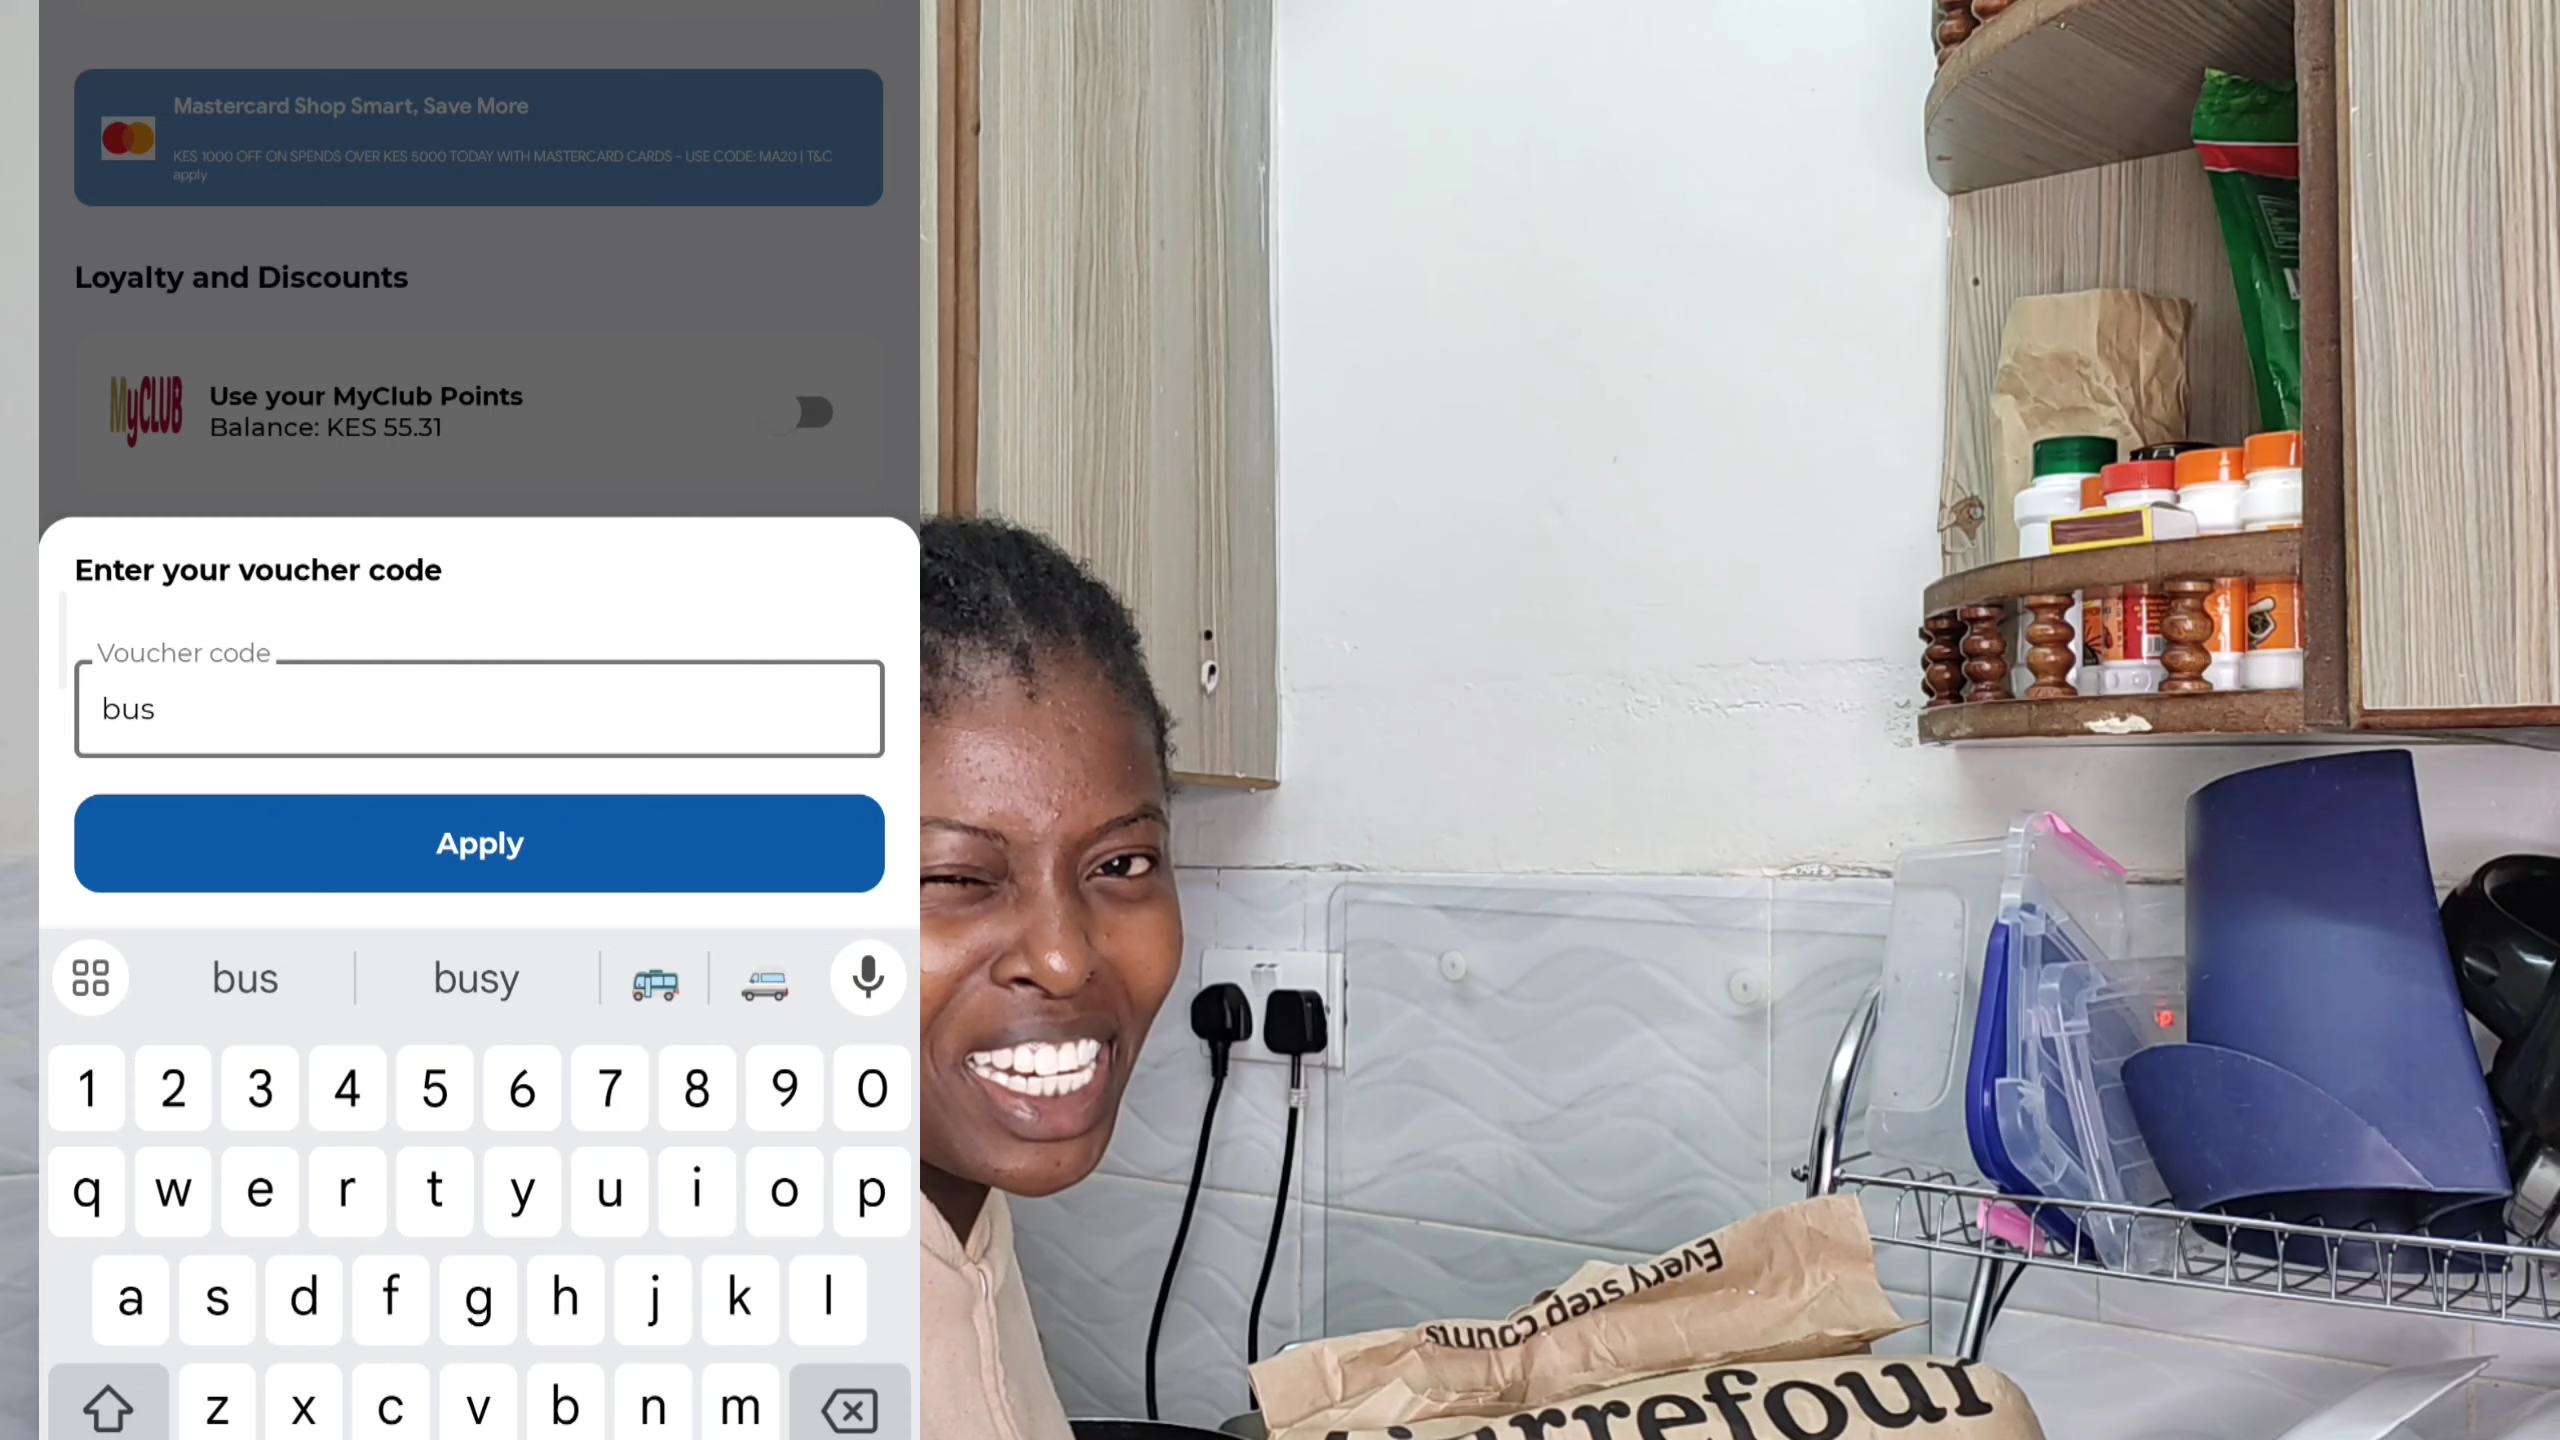 Mastercard Shop Smart, Save More
KES 1000 OFF ON SPENDS OVER KES 5000 TODAY WITH MASTERCARD CARDS - USE CODE: MA20 | T&C
apply
Loyalty and Discounts
MyCLUB
Use your MyClub Points
Balance: KES 55.31
Enter your voucher code
Voucher code
bus
Apply
bus busy
1 2 3 4 5 6 7 8 9 0
q w e r t y u i o p
a s d f g h j k l
z x c v b n m
Every step counts
Carrefour